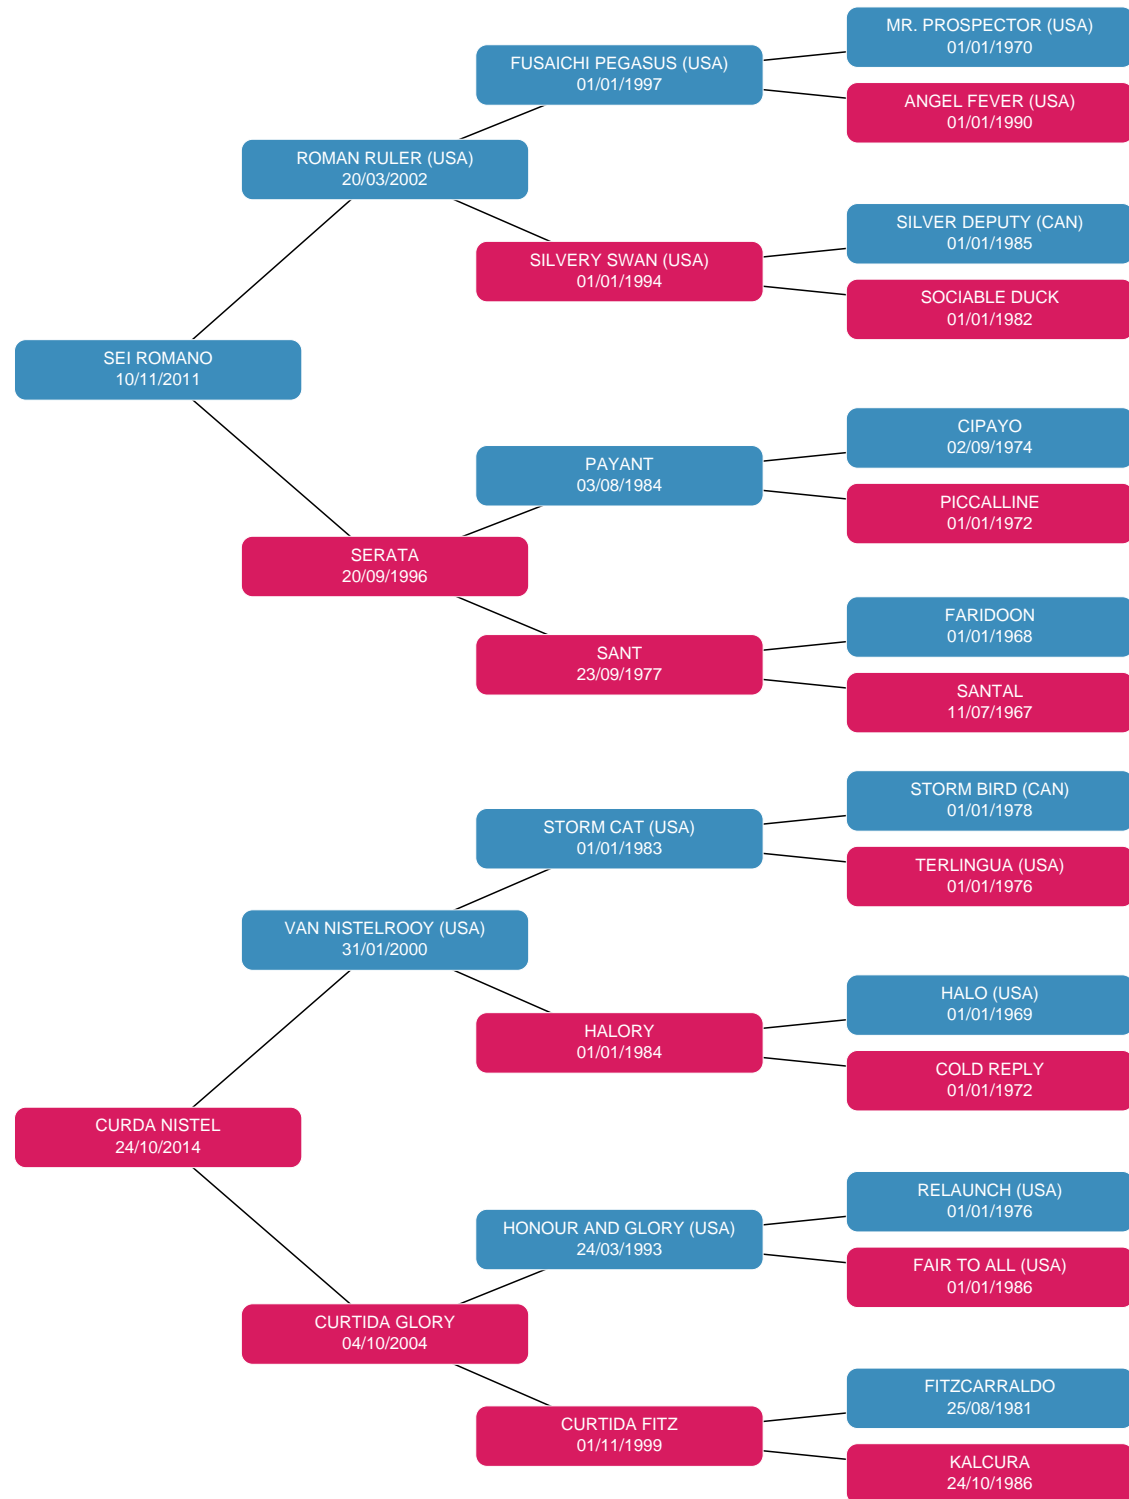 MR. PROSPECTOR (USA)
01/01/1970
FUSAICHI PEGASUS (USA)
01/01/1997
ANGEL FEVER (USA)
01/01/1990
ROMAN RULER (USA)
20/03/2002
SILVER DEPUTY (CAN)
01/01/1985
SILVERY SWAN (USA)
01/01/1994
SOCIABLE DUCK
01/01/1982
SEI ROMANO
10/11/2011
CIPAYO
02/09/1974
PAYANT
03/08/1984
PICCALLINE
01/01/1972
SERATA
20/09/1996
FARIDOON
01/01/1968
SANT
23/09/1977
SANTAL
11/07/1967
STORM BIRD (CAN)
01/01/1978
STORM CAT (USA)
01/01/1983
TERLINGUA (USA)
01/01/1976
VAN NISTELROOY (USA)
31/01/2000
HALO (USA)
01/01/1969
HALORY
01/01/1984
COLD REPLY
01/01/1972
CURDA NISTEL
24/10/2014
RELAUNCH (USA)
01/01/1976
HONOUR AND GLORY (USA)
24/03/1993
FAIR TO ALL (USA)
01/01/1986
CURTIDA GLORY
04/10/2004
FITZCARRALDO
25/08/1981
CURTIDA FITZ
01/11/1999
KALCURA
24/10/1986